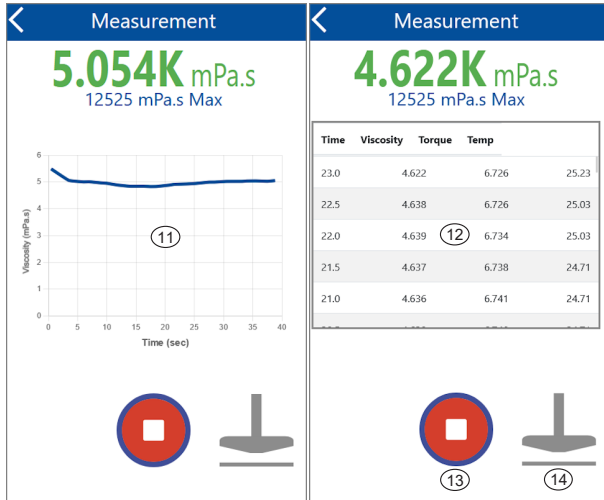 Measurement
5.054K mPa.s
12525 mPa.s Max
6
5
4
3
2
1
0
Viscosity (mPa.s)
11
0 5 10 15 20 25 30 35 40
Time (sec)
Measurement
4.622K mPa.s
12525 mPa.s Max
Time Viscosity Torque Temp
23.0 4.622 6.726 25.23
22.5 4.638 6.726 25.03
22.0 4.639 12 6.734 25.03
21.5 4.637 6.738 24.71
21.0 4.636 6.741 24.71
13
14